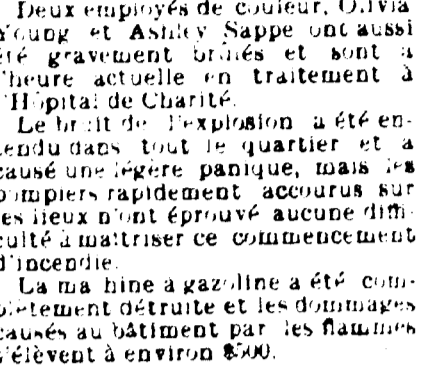 Deux employés de couleur, Olivia
Young et Ashley Sappe ont aussi
été gravement brûlés et sont à
l'heure actuelle en traitement à
l'Hôpital de Charité.
Le bruit de l'explosion a été en-
tendu dans tout le quartier et a
causé une légère panique, mais les
pompiers rapidement accourus sur
les lieux n'ont éprouvé aucune diffi-
culté à maîtriser ce commencement
d'incendie.
La machine à gazoline a été com-
plètement détruite et les dommages
causés au bâtiment par les flammes
s'élèvent à environ $500.